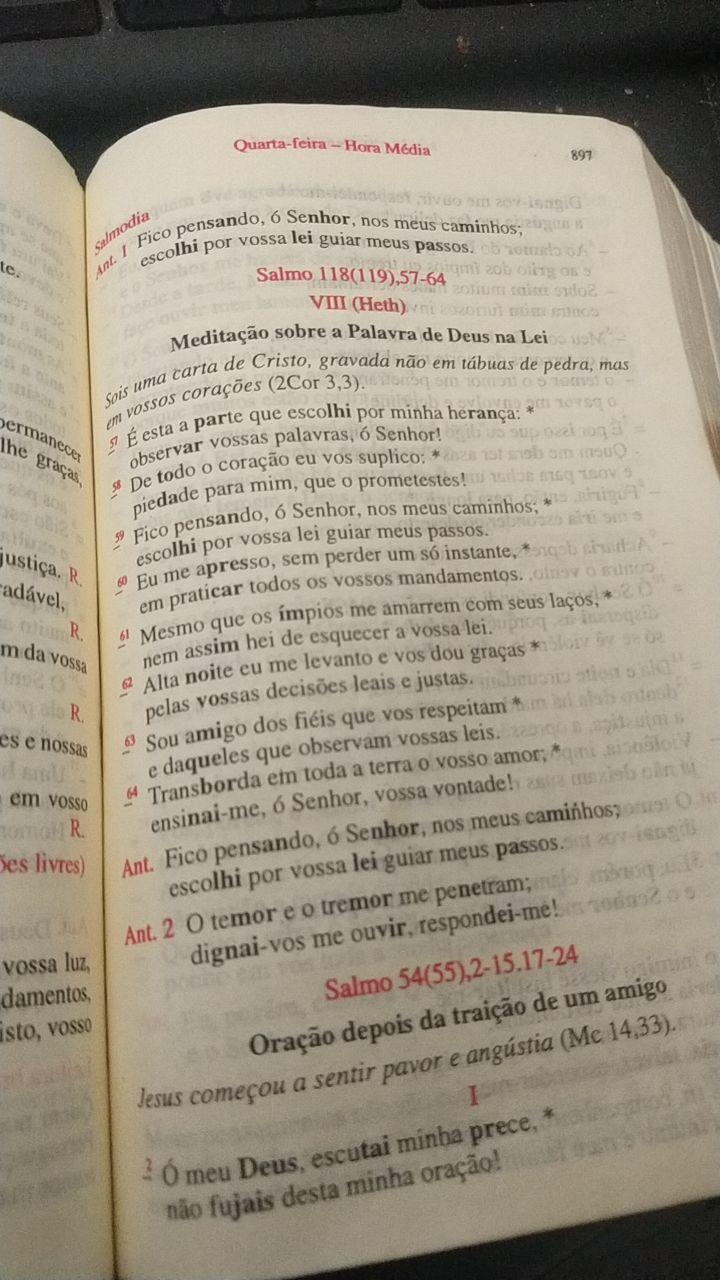 te.
permanecer
lhe graças,
justiça. R.
radável,
R.
m da vossa
R.
es e nossas
em vosso
R.
ões livres)
vossa luz,
damentos,
isto, vosso
Quarta-feira – Hora Média 897
Salmodia
Ant. 1 Fico pensando, ó Senhor, nos meus caminhos;
escolhi por vossa lei guiar meus passos.
Salmo 118(119),57-64
VIII (Heth)
Meditação sobre a Palavra de Deus na Lei
Sois uma carta de Cristo, gravada não em tábuas de pedra, mas
em vossos corações (2Cor 3,3).
57 É esta a parte que escolhi por minha herança: *
observar vossas palavras, ó Senhor!
58 De todo o coração eu vos suplico: *
piedade para mim, que o prometestes!
59 Fico pensando, ó Senhor, nos meus caminhos; *
escolhi por vossa lei guiar meus passos.
60 Eu me apresso, sem perder um só instante, *
em praticar todos os vossos mandamentos.
61 Mesmo que os ímpios me amarrem com seus laços, *
nem assim hei de esquecer a vossa lei.
62 Alta noite eu me levanto e vos dou graças *
pelas vossas decisões leais e justas.
63 Sou amigo dos fiéis que vos respeitam *
e daqueles que observam vossas leis.
64 Transborda em toda a terra o vosso amor; *
ensinai-me, ó Senhor, vossa vontade!
Ant. Fico pensando, ó Senhor, nos meus caminhos;
escolhi por vossa lei guiar meus passos.
Ant. 2 O temor e o tremor me penetram;
dignai-vos me ouvir, respondei-me!
Salmo 54(55),2-15.17-24
Oração depois da traição de um amigo
Jesus começou a sentir pavor e angústia (Mc 14,33).
I
2 Ó meu Deus, escutai minha prece, *
não fujais desta minha oração!